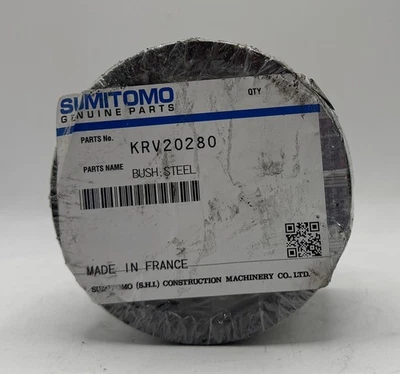 SUMITOMO
GENUINE PARTS
QTY
PARTS No.
KRV20280
PARTS NAME
BUSH:STEEL
MADE IN FRANCE
SUMITOMO (S.H.I.) CONSTRUCTION MACHINERY CO., LTD.